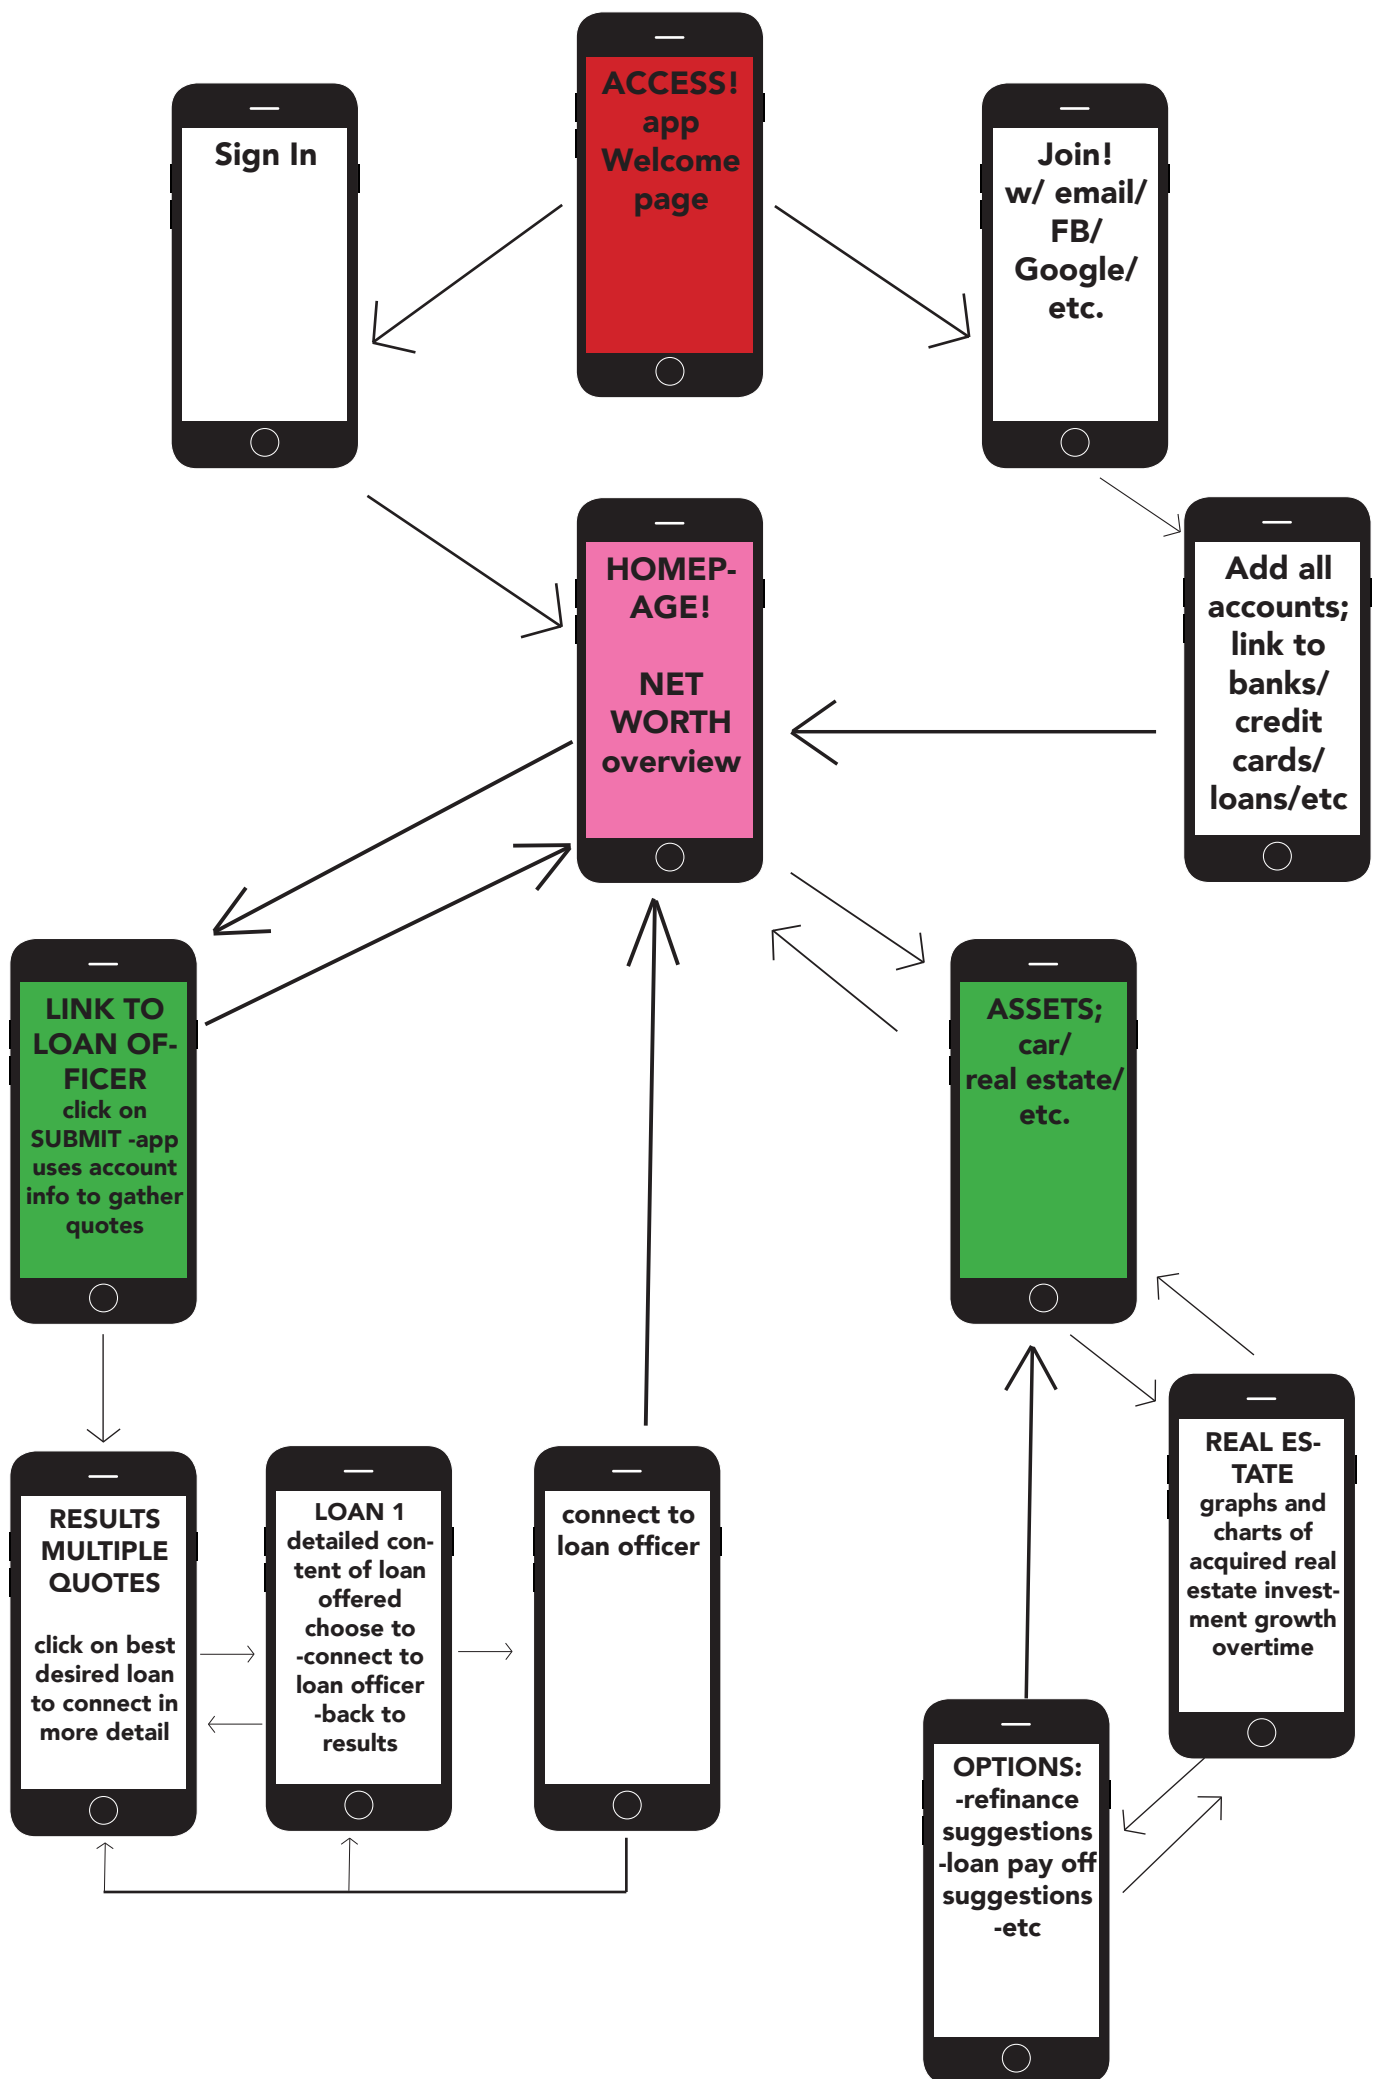 ACCESS!
app
Welcome
page
Sign In
Join!
w/ email/
FB/
Google/
etc.
HOMEP-
AGE!
NET
WORTH
overview
Add all
accounts;
link to
banks/
credit
cards/
loans/etc
LINK TO
LOAN OF-
FICER
click on
SUBMIT -app
uses account
info to gather
quotes
ASSETS;
car/
real estate/
etc.
RESULTS
MULTIPLE
QUOTES
click on best
desired loan
to connect in
more detail
LOAN 1
detailed con-
tent of loan
offered
choose to
-connect to
loan officer
-back to
results
connect to
loan officer
REAL ES-
TATE
graphs and
charts of
acquired real
estate invest-
ment growth
overtime
OPTIONS:
-refinance
suggestions
-loan pay off
suggestions
-etc